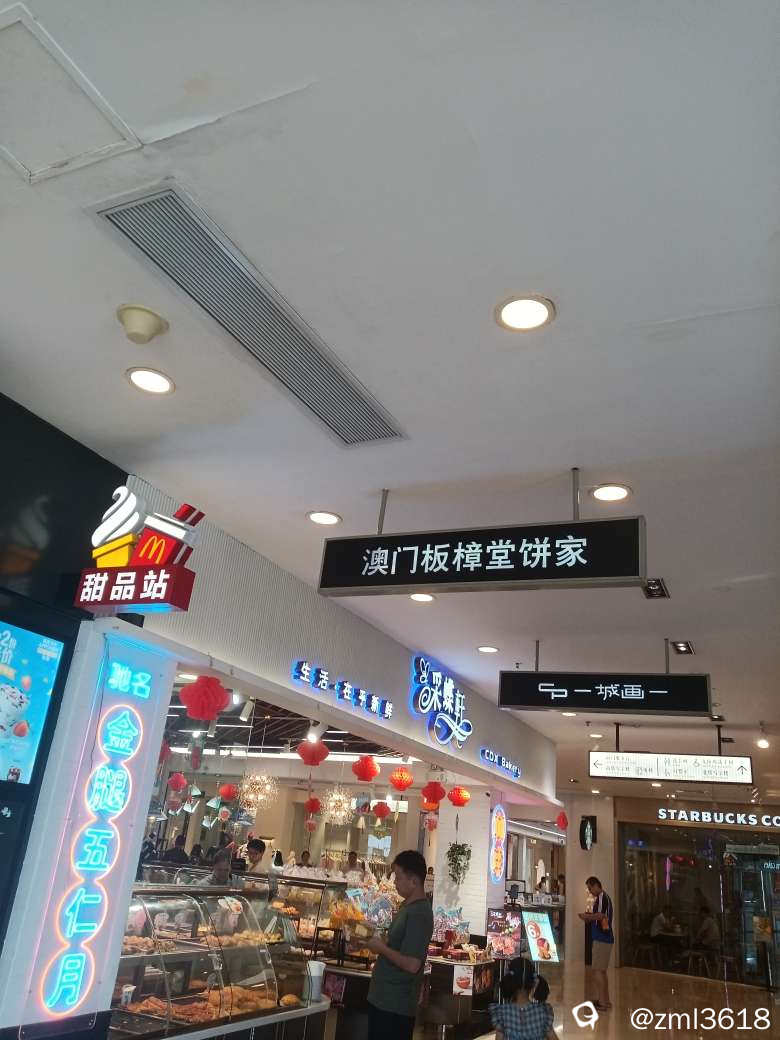 澳门板樟堂饼家
甜品站
一城画一
生活在于新鲜
采蝶轩
CDX Bakery
驰名
金腿五仁月
STARBUCKS CO
@zml3618